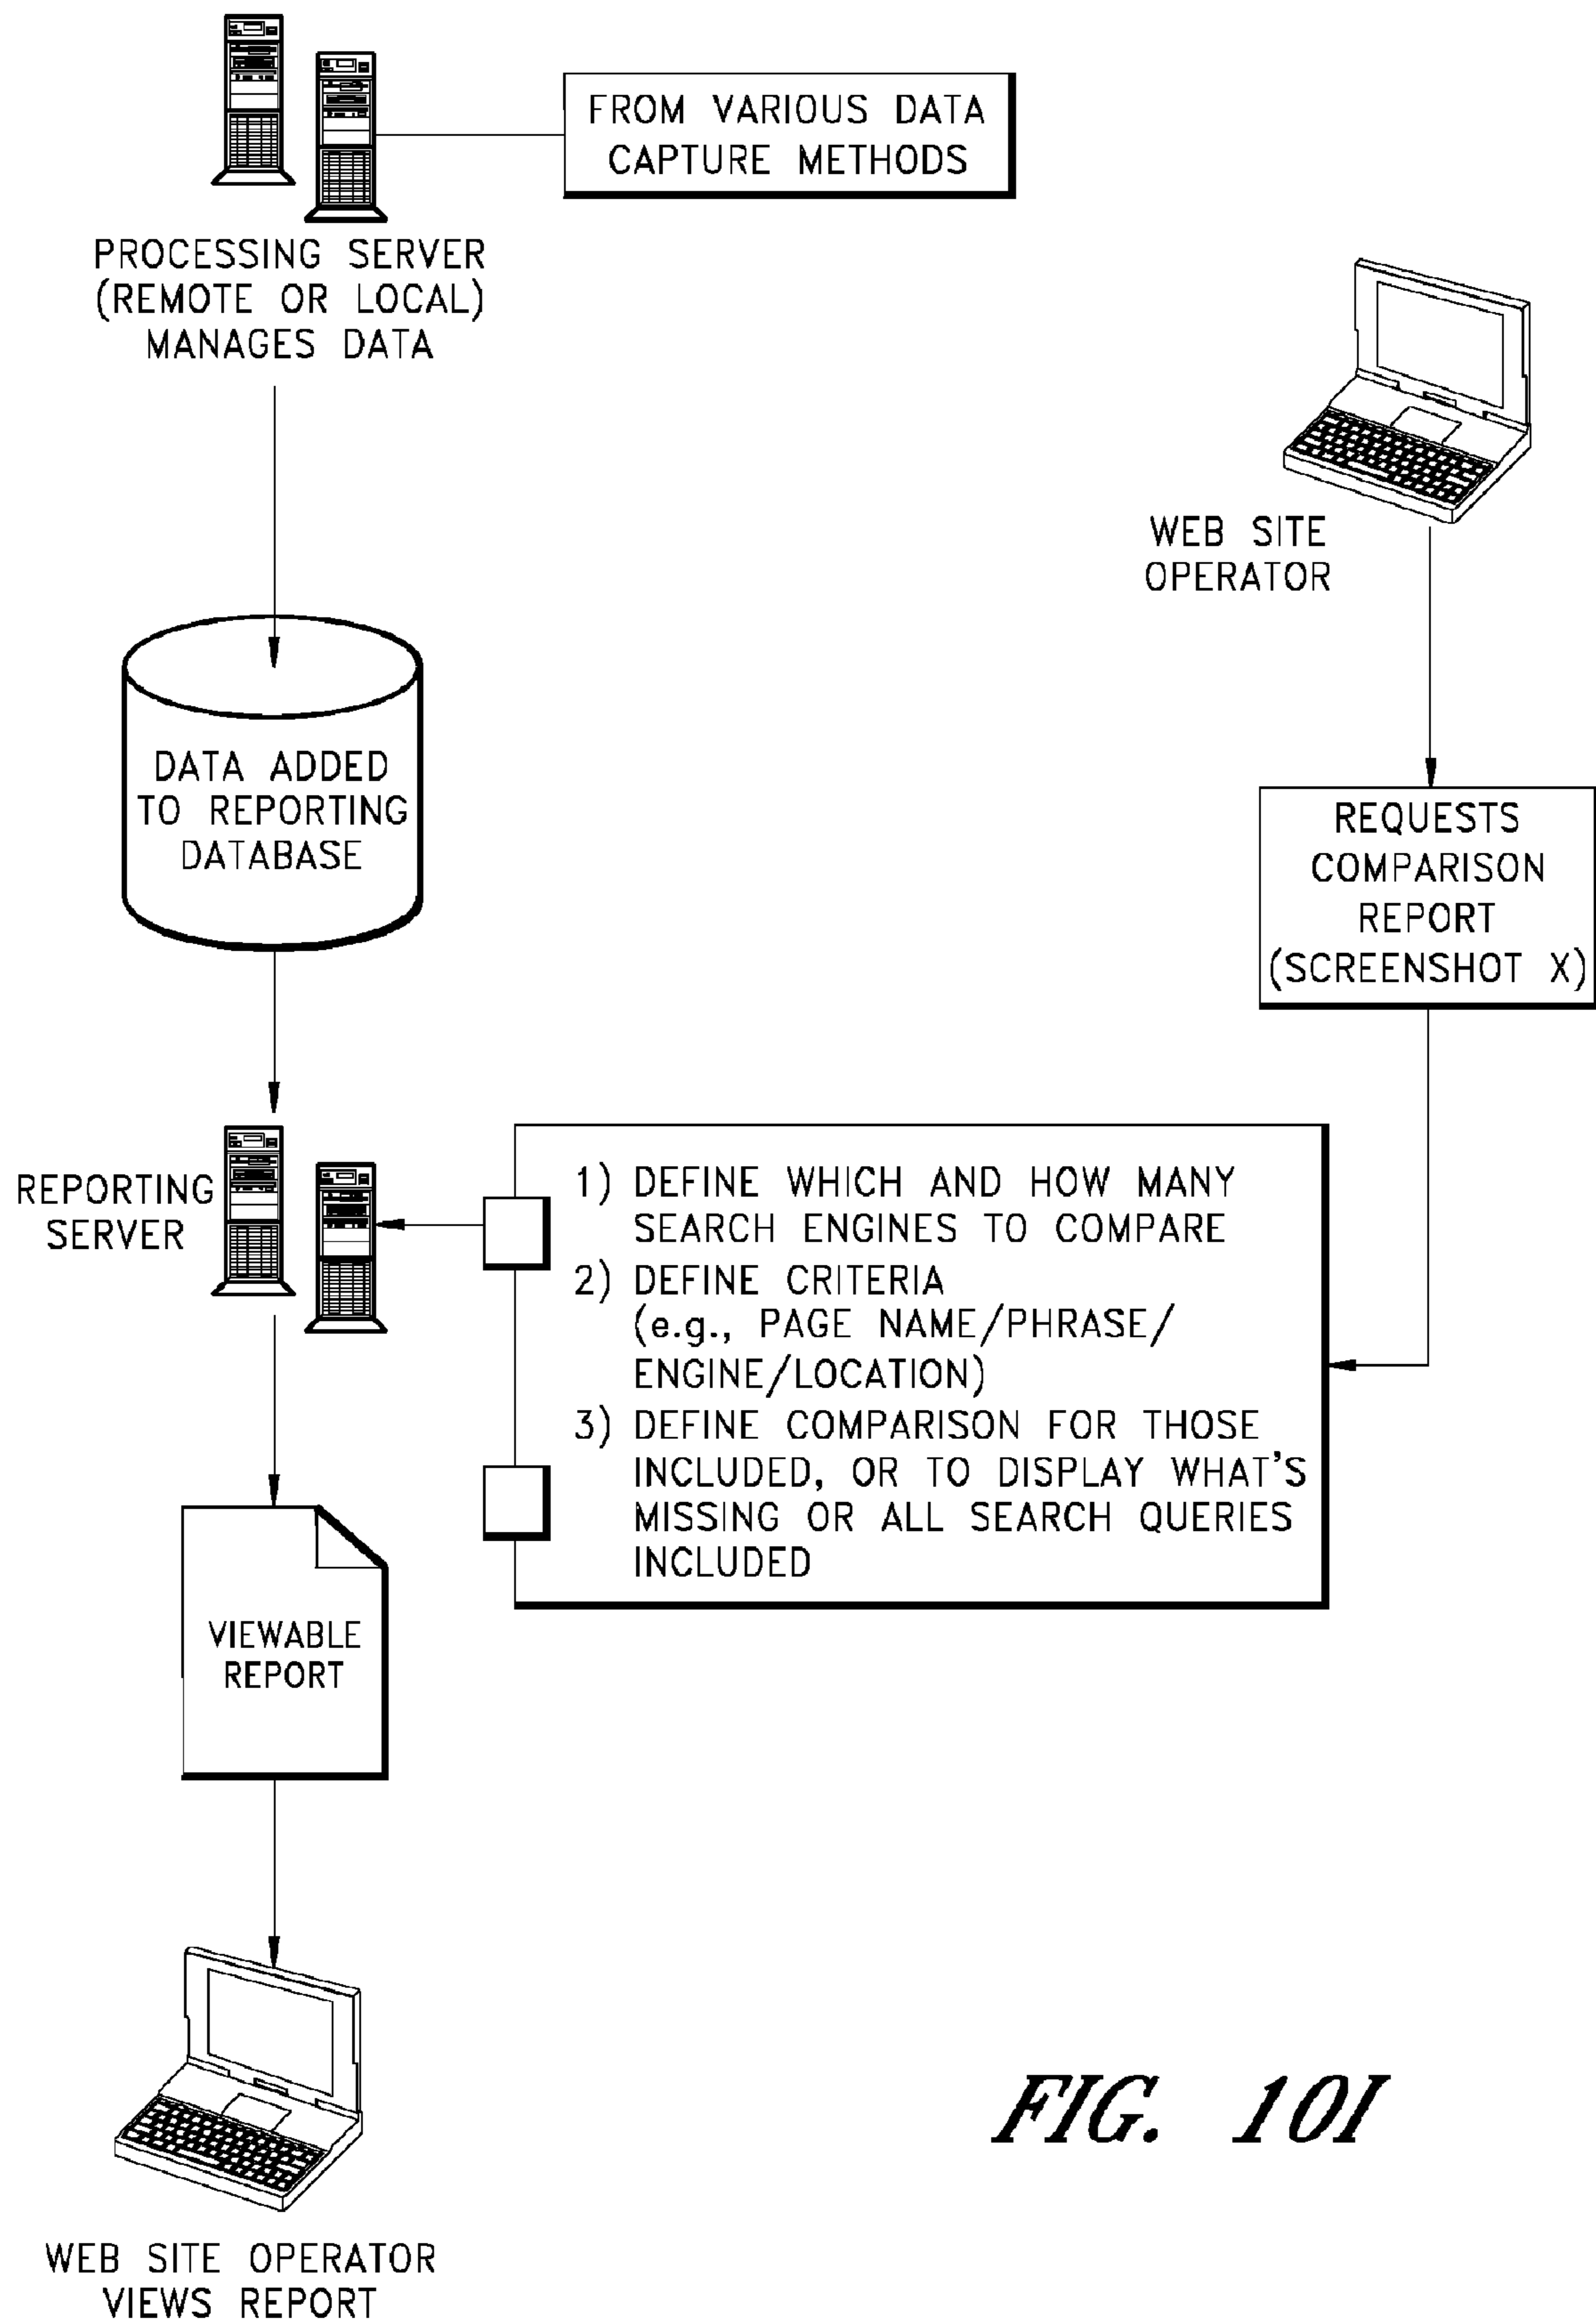 FROM VARIOUS DATA
CAPTURE METHODS
PROCESSING SERVER
(REMOTE OR LOCAL)
MANAGES DATA
WEB SITE
OPERATOR
DATA ADDED
TO REPORTING
DATABASE
REQUESTS
COMPARISON
REPORT
(SCREENSHOT X)
REPORTING
SERVER
1) DEFINE WHICH AND HOW MANY
SEARCH ENGINES TO COMPARE
2) DEFINE CRITERIA
(e.g., PAGE NAME/PHRASE/
ENGINE/LOCATION)
3) DEFINE COMPARISON FOR THOSE
INCLUDED, OR TO DISPLAY WHAT'S
MISSING OR ALL SEARCH QUERIES
INCLUDED
VIEWABLE
REPORT
FIG. 10I
WEB SITE OPERATOR
VIEWS REPORT